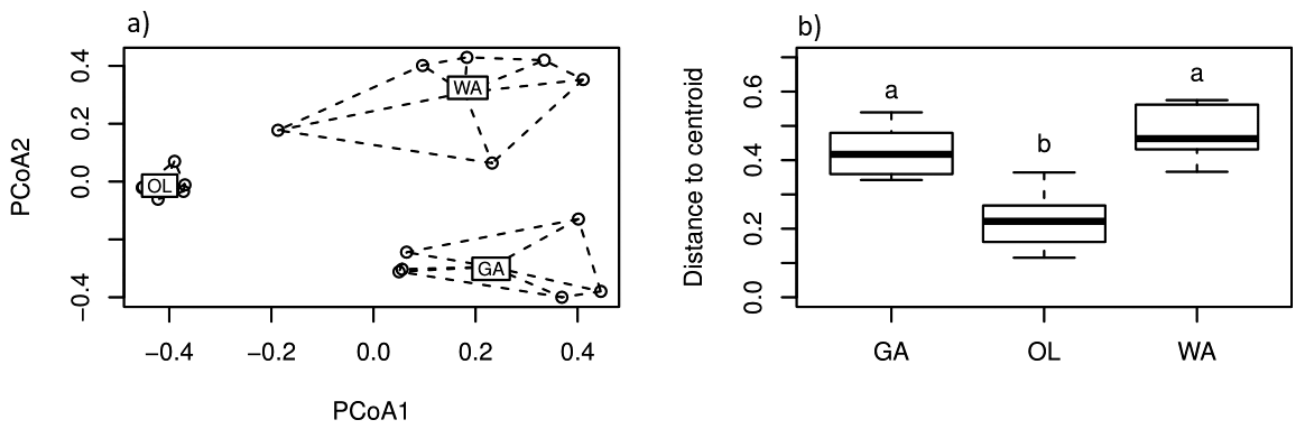 a)
PCoA2
0.4
0.2
0.0
−0.4
WA
OL
GA
−0.4 −0.2 0.0 0.2 0.4
PCoA1
b)
Distance to centroid
0.6
0.4
0.2
0.0
a
b
a
GA OL WA